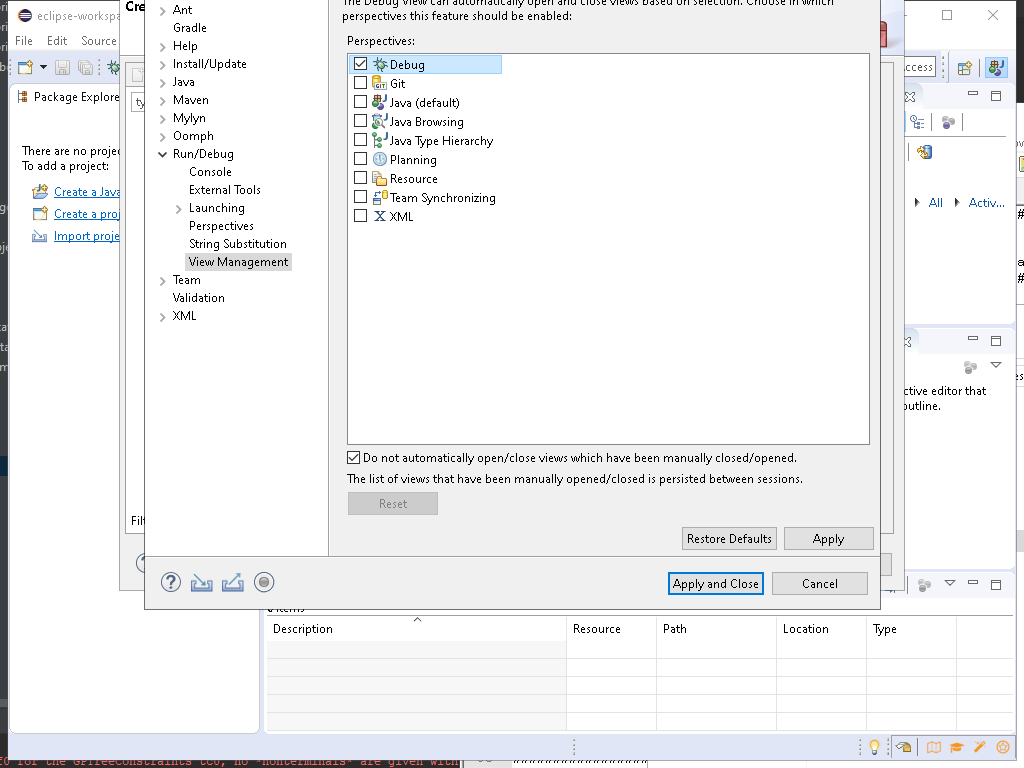 eclipse-workspa
Cre
File Edit Source
Package Explore
There are no projec
To add a project:
Create a Java
Create a proj
Import proje
ty
Filt
Ant
Gradle
Help
Install/Update
Java
Maven
Mylyn
Oomph
Run/Debug
Console
External Tools
Launching
Perspectives
String Substitution
View Management
Team
Validation
XML
The Debug View can automatically open and close views based on selection. Choose in which
perspectives this feature should be enabled:
Perspectives:
Debug
Git
Java (default)
Java Browsing
Java Type Hierarchy
Planning
Resource
Team Synchronizing
XML
Do not automatically open/close views which have been manually closed/opened.
The list of views that have been manually opened/closed is persisted between sessions.
Reset
Restore Defaults Apply
Apply and Close Cancel
ccess
All Activ...
ctive editor that
outline.
items
Description Resource Path Location Type
to for the GPTreeConstraints tc0, no *nonterminals* are given with